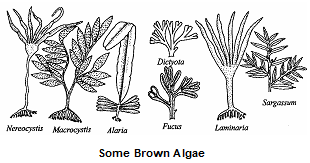 Dictyota
Sargassum
Nereocystis
Macrocystis
Alaria
Fucus
Laminaria
Some Brown Algae